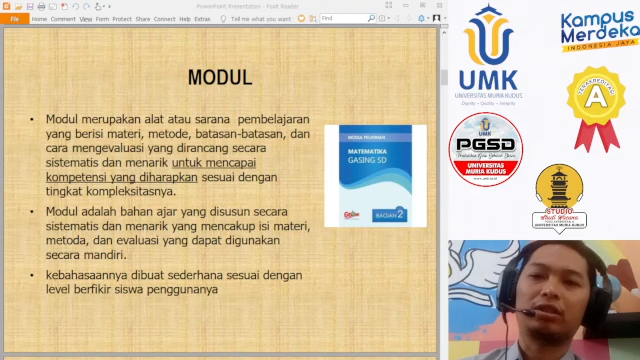 PowerPoint Presentation - Foxit Reader
File
Home
Comment
View
Form
Protect
Share
Help
Extras
Tell me what you want
Find
MODUL
• Modul merupakan alat atau sarana pembelajaran
yang berisi materi, metode, batasan-batasan, dan
cara mengevaluasi yang dirancang secara
sistematis dan menarik untuk mencapai
kompetensi yang diharapkan sesuai dengan
tingkat kompleksitasnya.
• Modul adalah bahan ajar yang disusun secara
sistematis dan menarik yang mencakup isi materi,
metoda, dan evaluasi yang dapat digunakan
secara mandiri.
• kebahasaannya dibuat sederhana sesuai dengan
level berfikir siswa penggunanya
MODUL PELATIHAN
MATEMATIKA
GASING SD
BAGIAN 2
UMK
UNIVERSITAS MURIA KUDUS
Kampus
Merdeka
INDONESIA JAYA
TERAKREDITASI
A
UMK
PGSD
UNIVERSITAS
MURIA KUDUS
STUDIO
UNIVERSITAS MURIA KUDUS